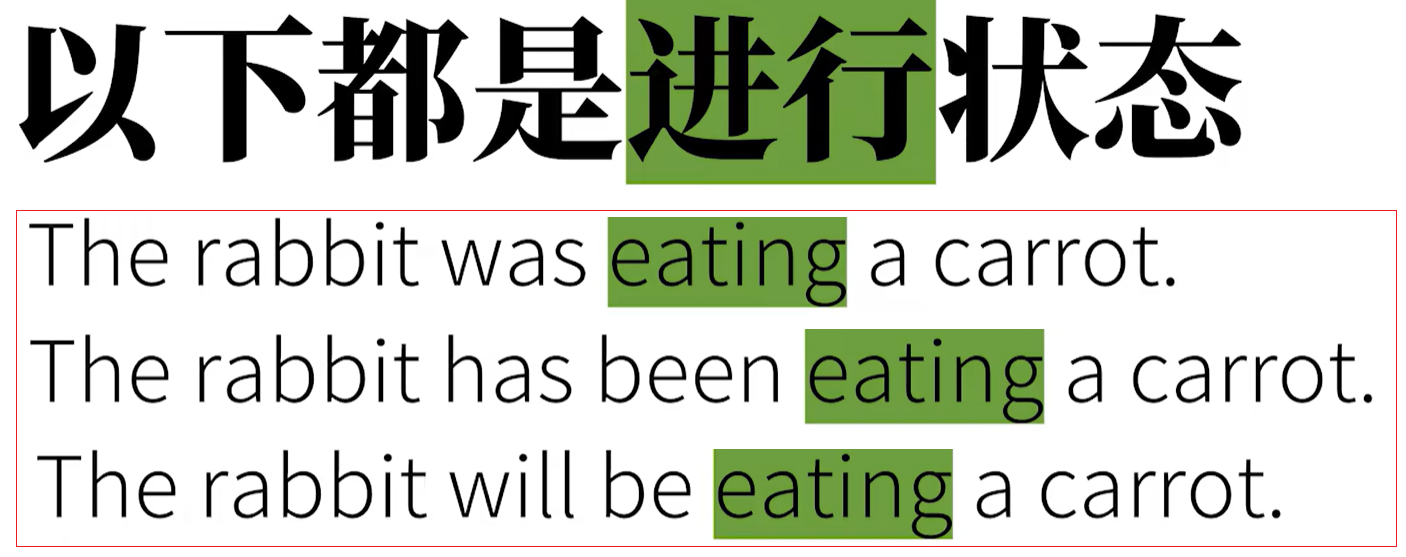 以下都是进行状态
The rabbit was eating a carrot.
The rabbit has been eating a carrot.
The rabbit will be eating a carrot.